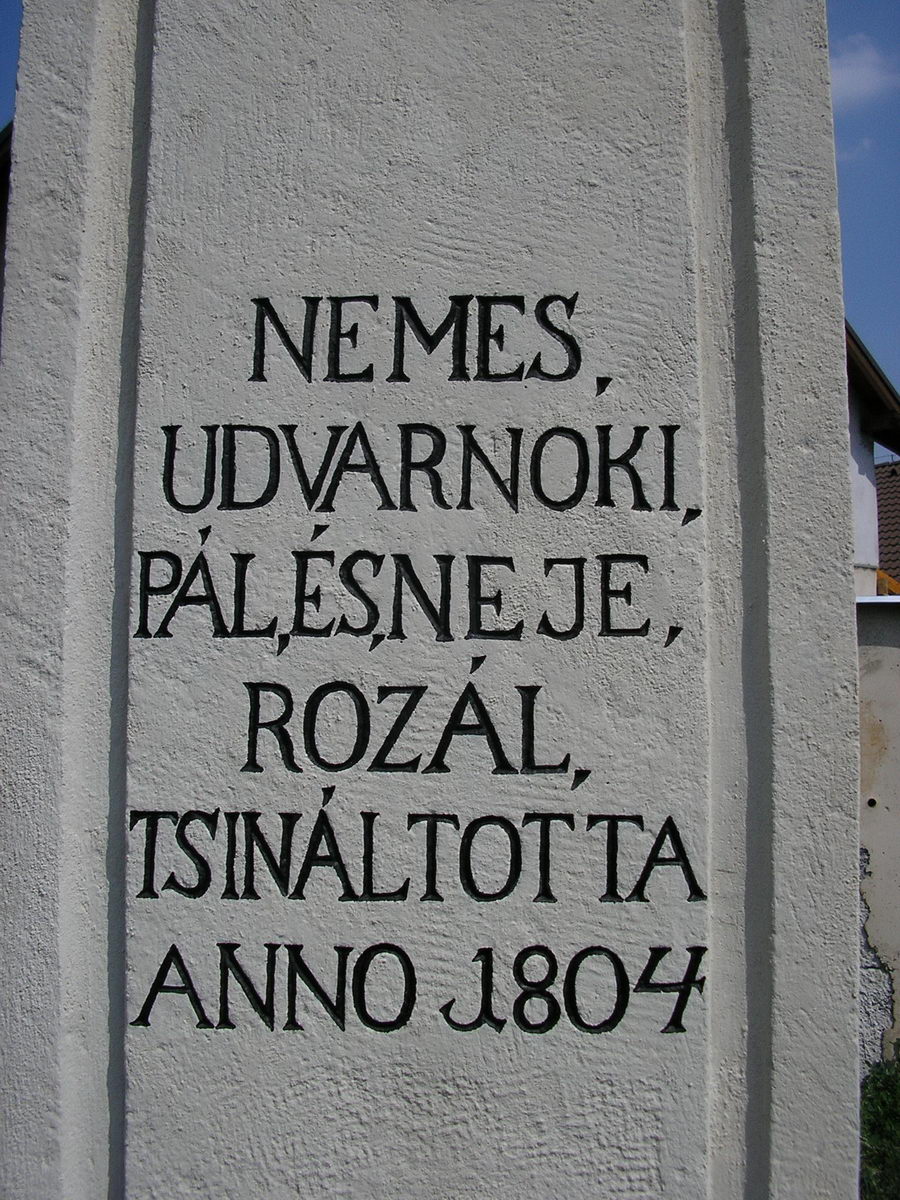 NEMES,
UDVARNOKI,
PÁL,ÉS,NEJE,
ROZÁL,
TSINÁLTOTTA
ANNO 1804